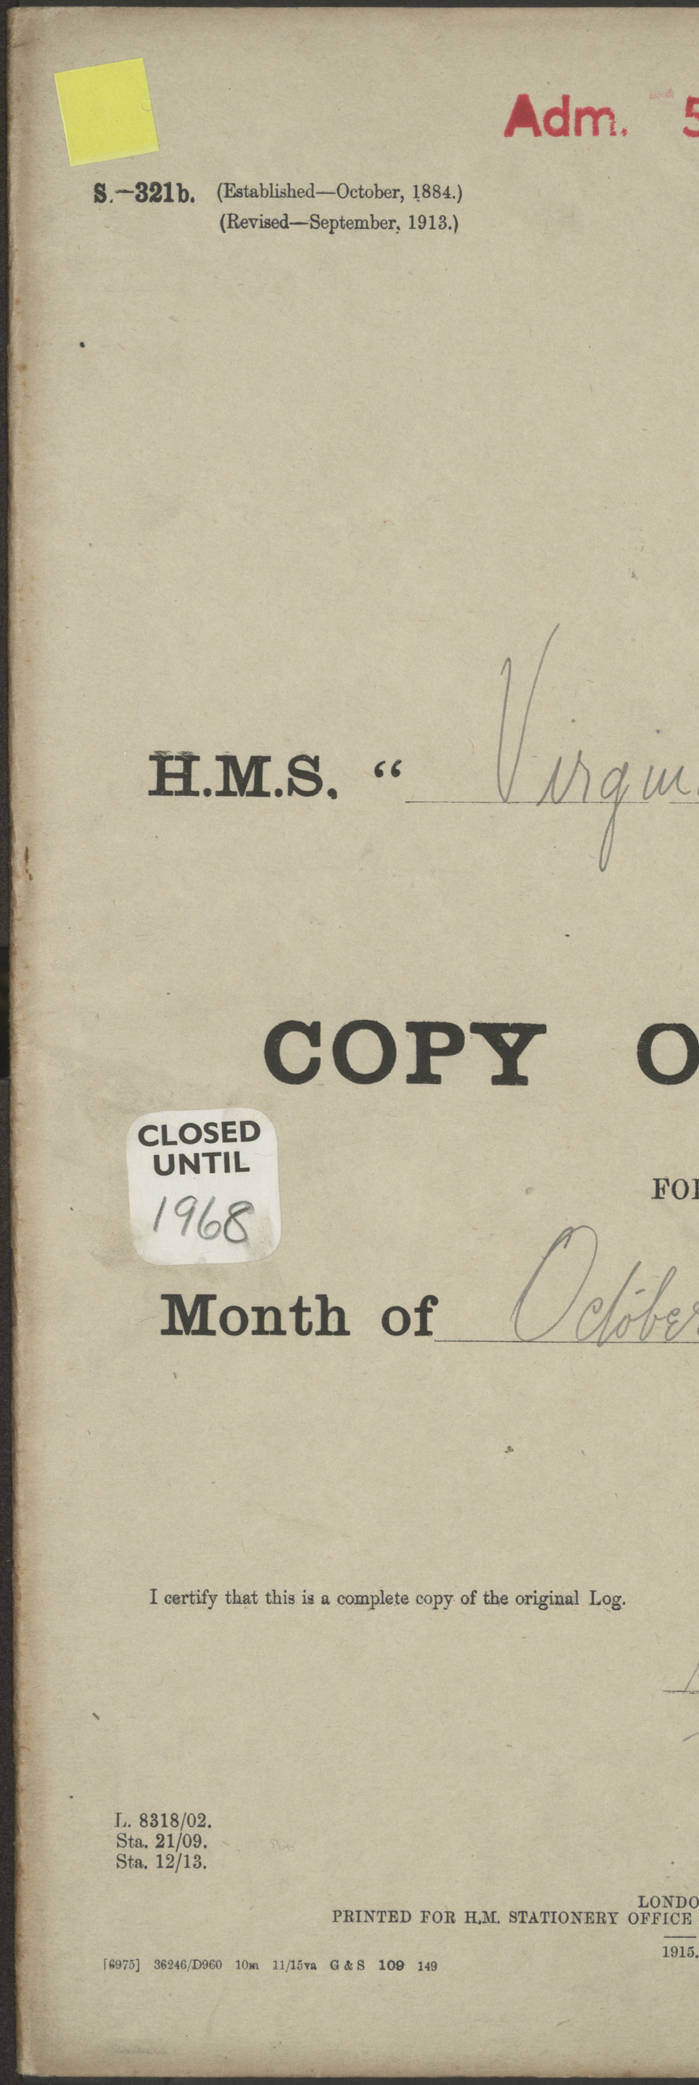 Adm. 5
S.—321b. (Established—October, 1884.)
(Revised—September, 1913.)
H.M.S. “ Virgin
COPY O
CLOSED
UNTIL
1968
FOR
Month of October
I certify that this is a complete copy of the original Log.
L. 8318/02.
Sta. 21/09.
Sta. 12/13.
LONDO
PRINTED FOR H.M. STATIONERY OFFICE
1915.
[6975] 36246/D960 10m 11/15va G & S 109 149